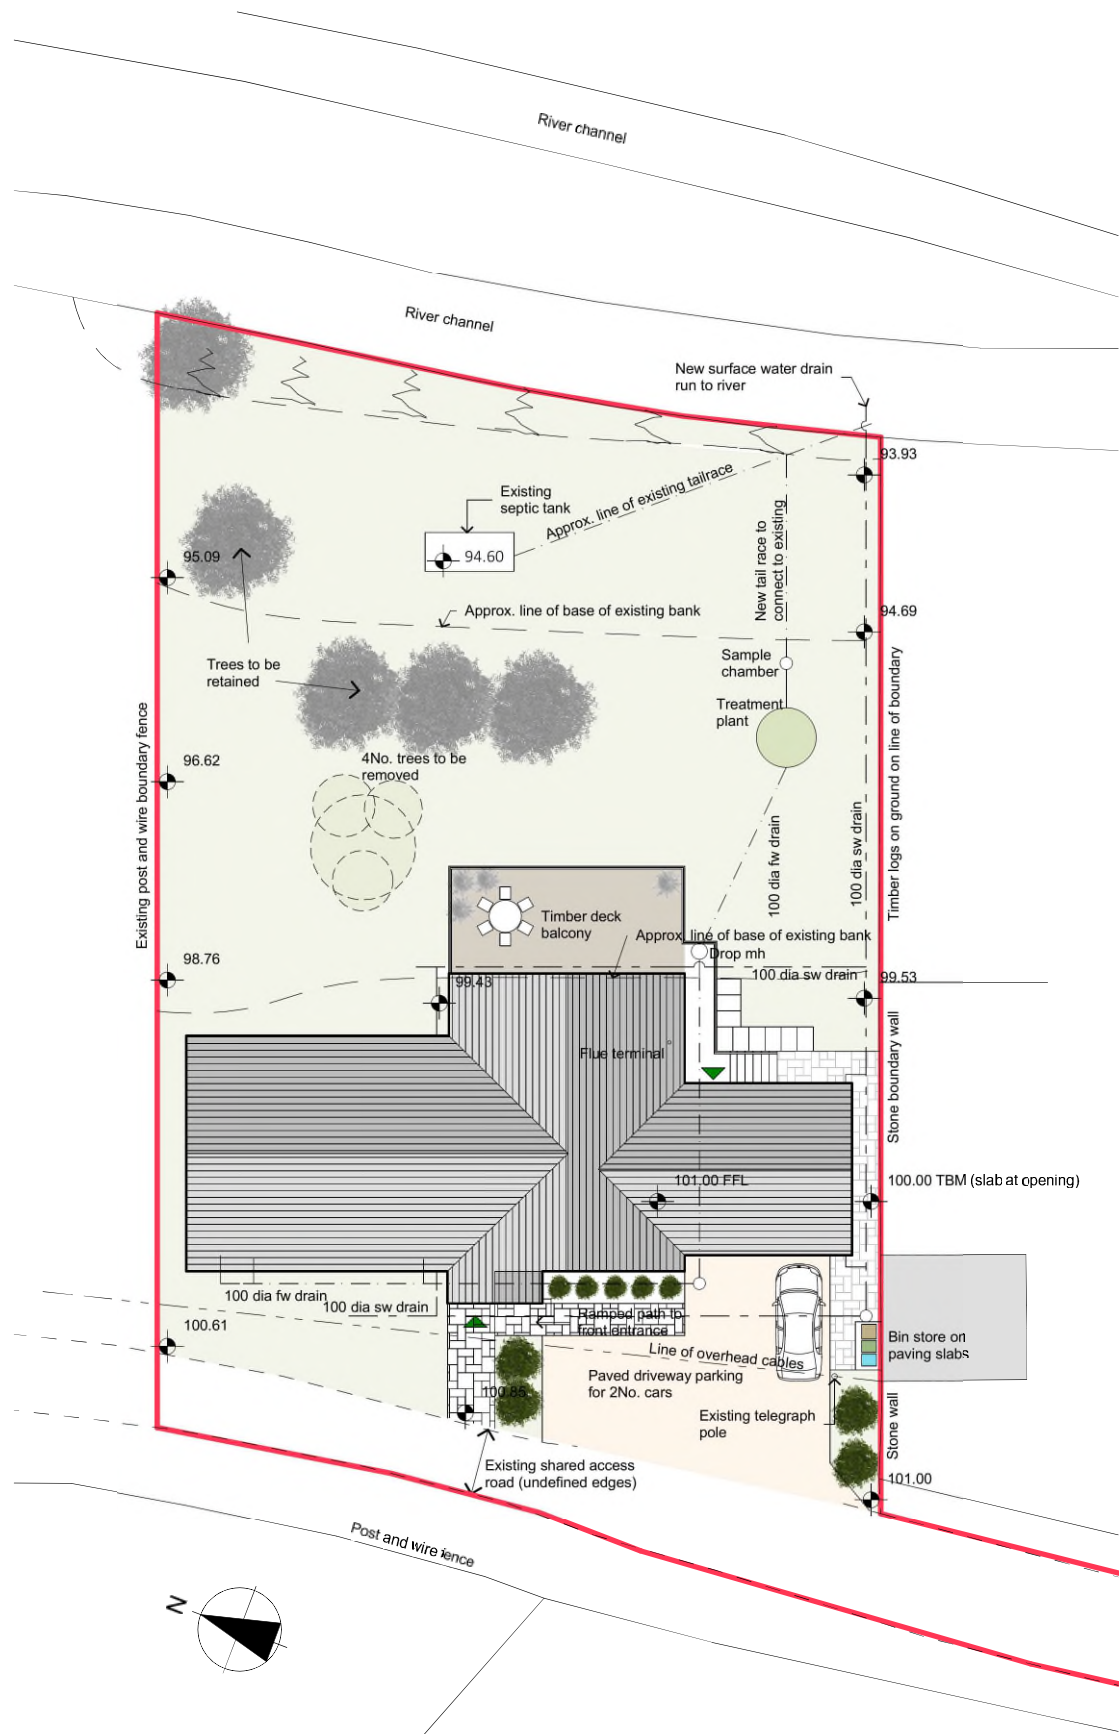 River channel
River channel
New surface water drain
run to river
93.93
Existing
septic tank
Approx. line of existing tailrace
94.60
95.09
New tail race to
connect to existing
Approx. line of base of existing bank
94.69
Sample
chamber
Trees to be
retained
Treatment
plant
Existing post and wire boundary fence
Timber logs on ground on line of boundary
96.62
4No. trees to be
removed
100 dia fw drain
100 dia sw drain
Timber deck
balcony
Approx. line of base of existing bank
Drop mh
98.76
100 dia sw drain
99.53
99.43
Stone boundary wall
Flue terminal
101.00 FFL
100.00 TBM (slab at opening)
100 dia fw drain
100 dia sw drain
100.61
Ramped path to
front entrance
Line of overhead cables
Bin store on
paving slabs
Paved driveway parking
for 2No. cars
100.85
Existing telegraph
pole
Stone wall
Existing shared access
road (undefined edges)
101.00
Post and wire fence
N